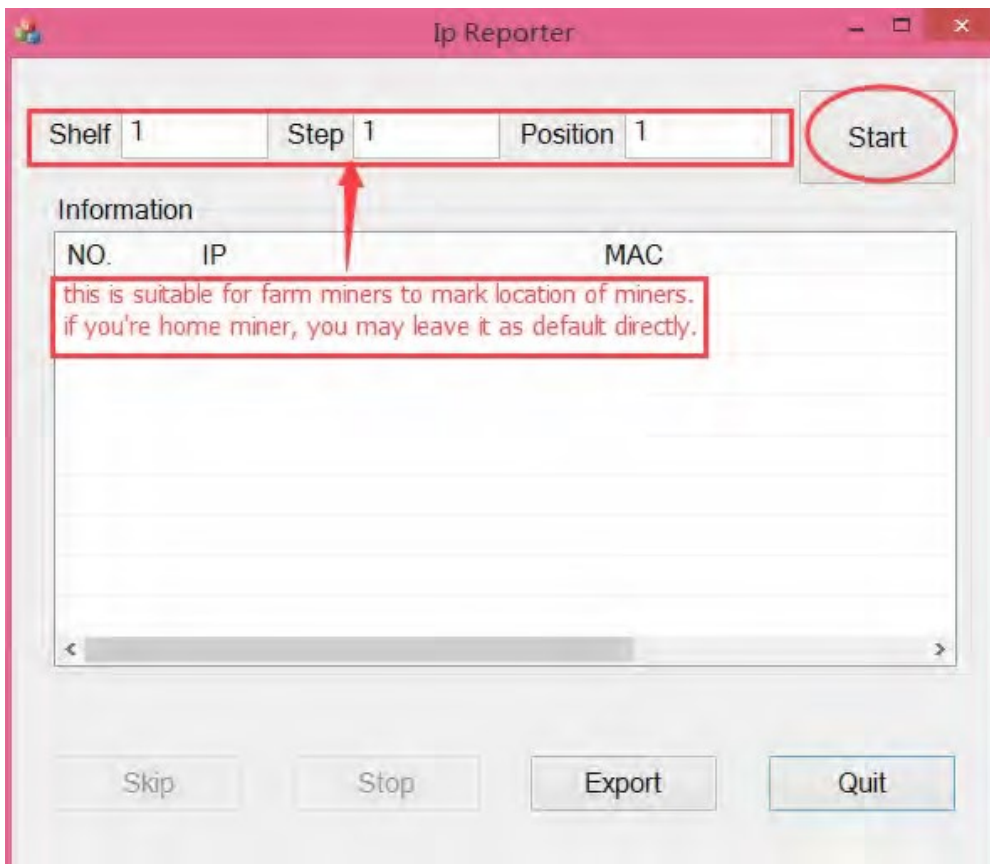 Ip Reporter
Shelf 1 Step 1 Position 1 Start
Information
NO. IP MAC
this is suitable for farm miners to mark location of miners.
if you're home miner, you may leave it as default directly.
Skip Stop Export Quit